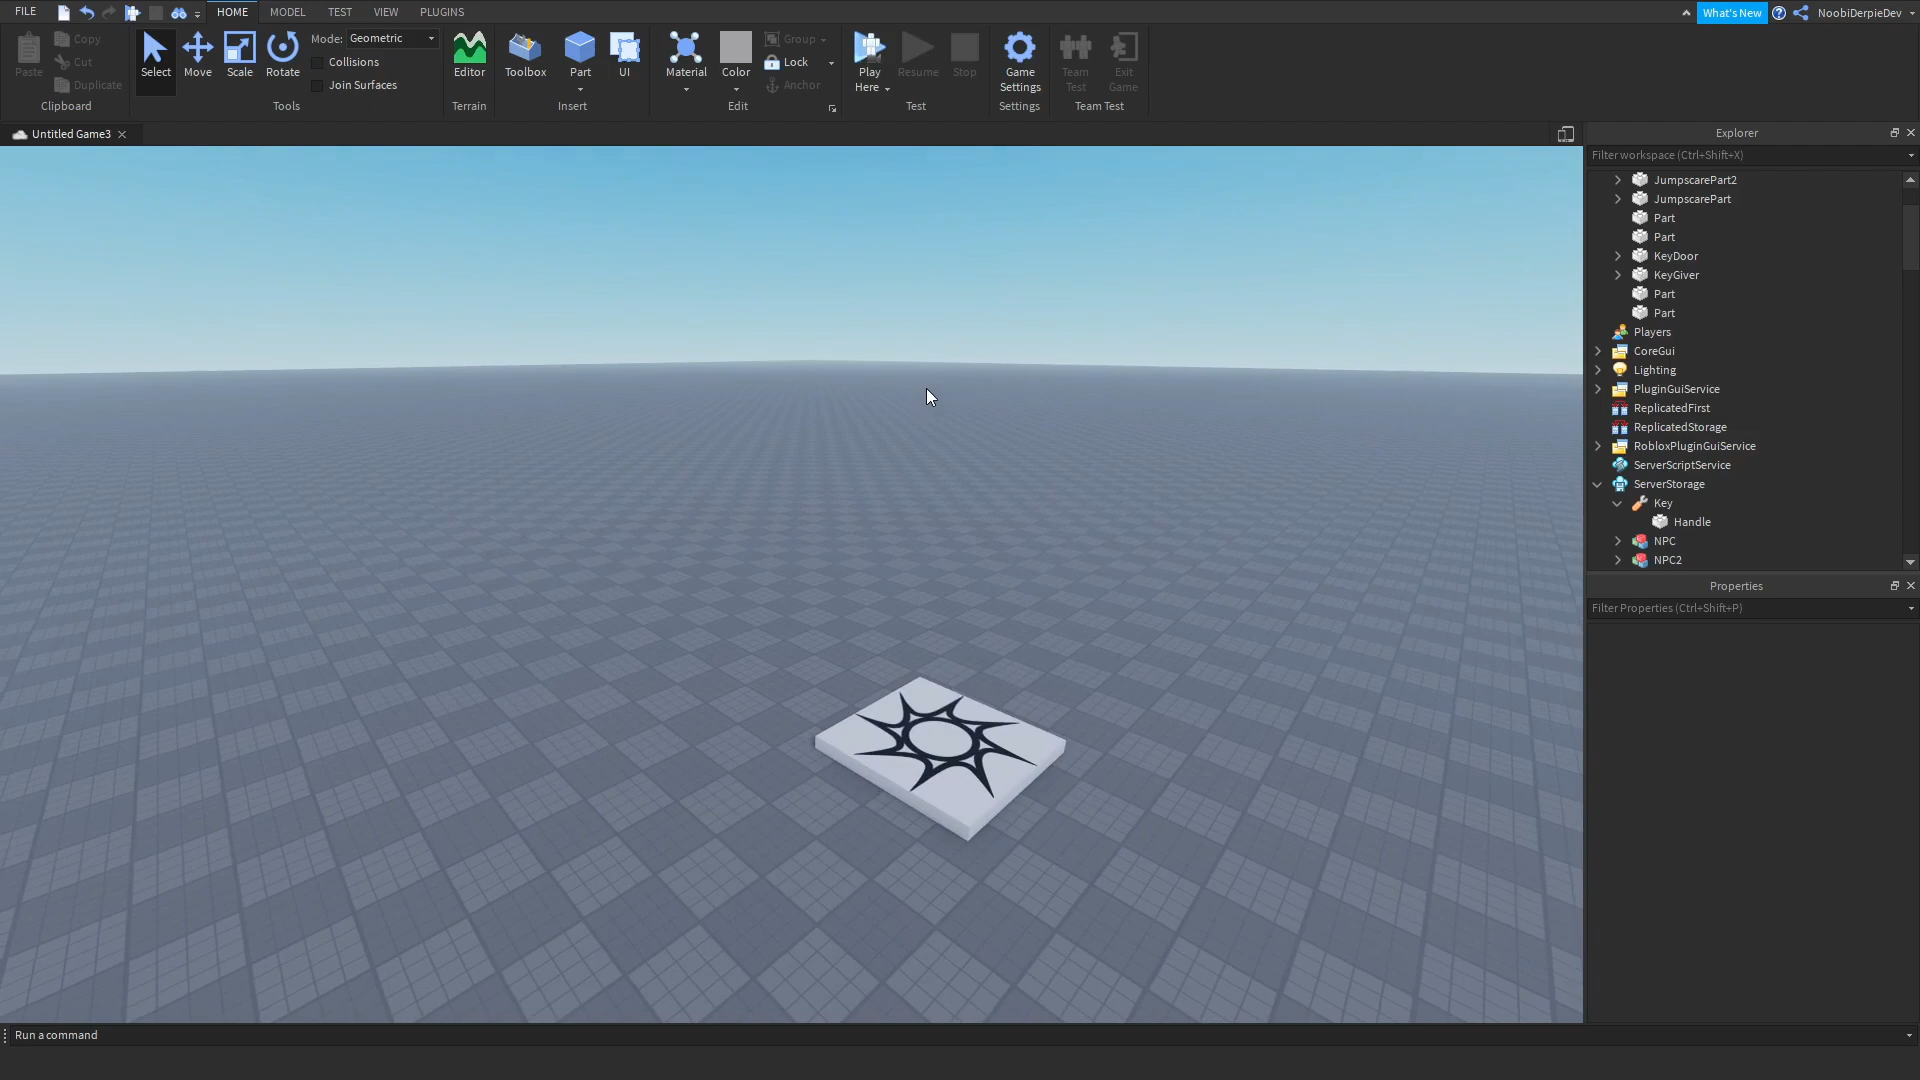 FILE
HOME
MODEL
TEST
VIEW
PLUGINS
What's New
NoobiDerpieDev
Paste
Copy
Cut
Duplicate
Clipboard
Select
Move
Scale
Rotate
Mode: Geometric
Collisions
Join Surfaces
Tools
Editor
Terrain
Toolbox
Part
UI
Insert
Material
Color
Group
Lock
Anchor
Edit
Play
Here
Resume
Stop
Test
Game
Settings
Settings
Team
Test
Exit
Game
Team Test
Untitled Game3
Explorer
Filter workspace (Ctrl+Shift+X)
JumpscarePart2
JumpscarePart
Part
Part
KeyDoor
KeyGiver
Part
Part
Players
CoreGui
Lighting
PluginGuiService
ReplicatedFirst
ReplicatedStorage
RobloxPluginGuiService
ServerScriptService
ServerStorage
Key
Handle
NPC
NPC2
Properties
Filter Properties (Ctrl+Shift+P)
Run a command